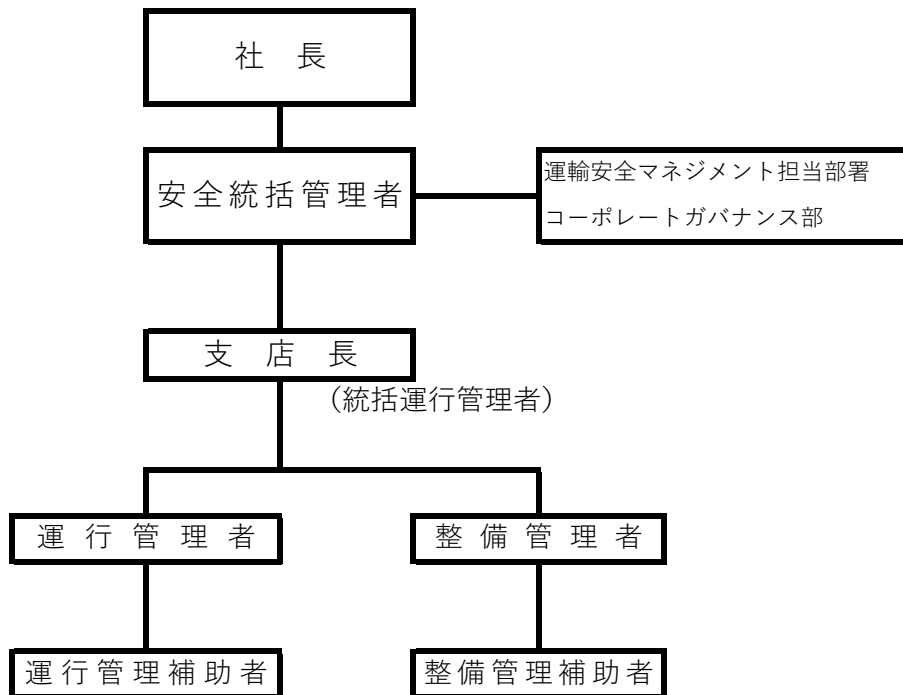 社長
安全統括管理者
運輸安全マネジメント担当部署
コーポレートガバナンス部
支店長
(統括運行管理者)
運行管理者
整備管理者
運行管理補助者
整備管理補助者